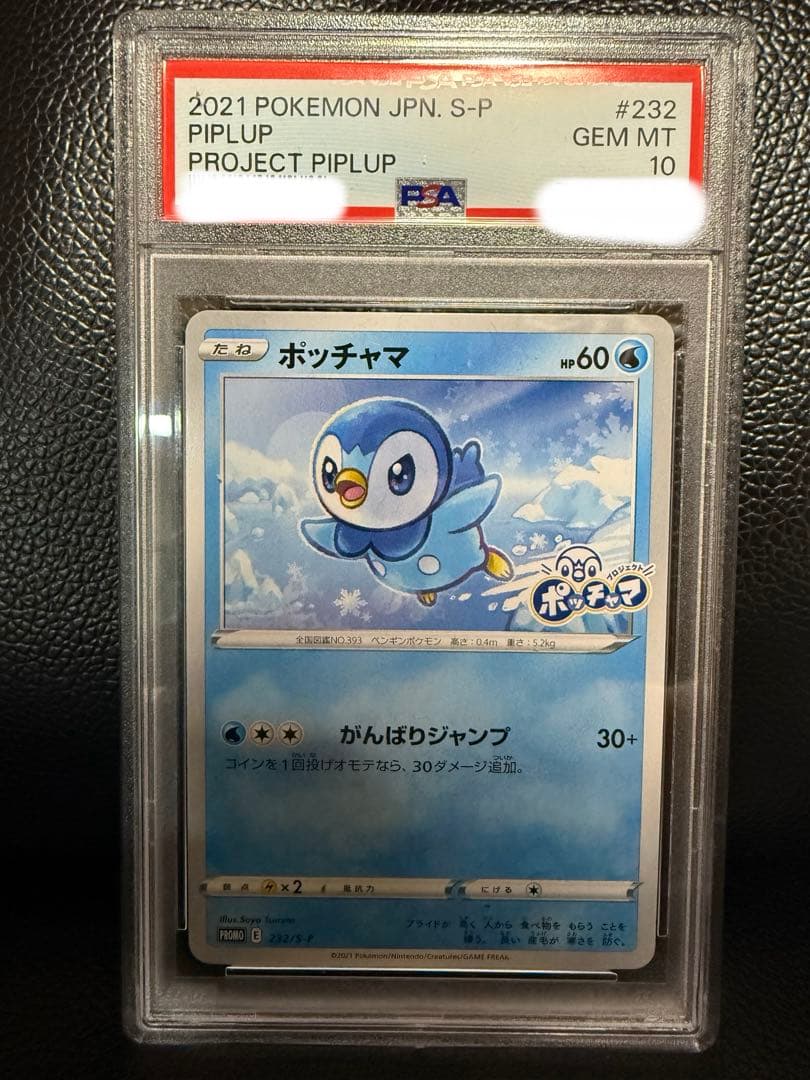 2021 POKEMON JPN. S-P #232
PIPLUP GEM MT
PROJECT PIPLUP 10
PSA
たね ポッチャマ HP60
プロジェクト
ポッチャマ
全国図鑑NO.393 ペンギンポケモン 高さ:0.4m 重さ:5.2kg
がんばりジャンプ 30+
コインを1回投げオモテなら、30ダメージ追加。
弱点 ×2 抵抗力 にげる
Illus.Saya Tsuruta
プライドが高く 人から 食べ物を もらう ことを
嫌う。長い 産毛が 寒さを 防ぐ。
PROMO E 232/S-P
©2021 Pokémon/Nintendo/Creatures/GAME FREAK